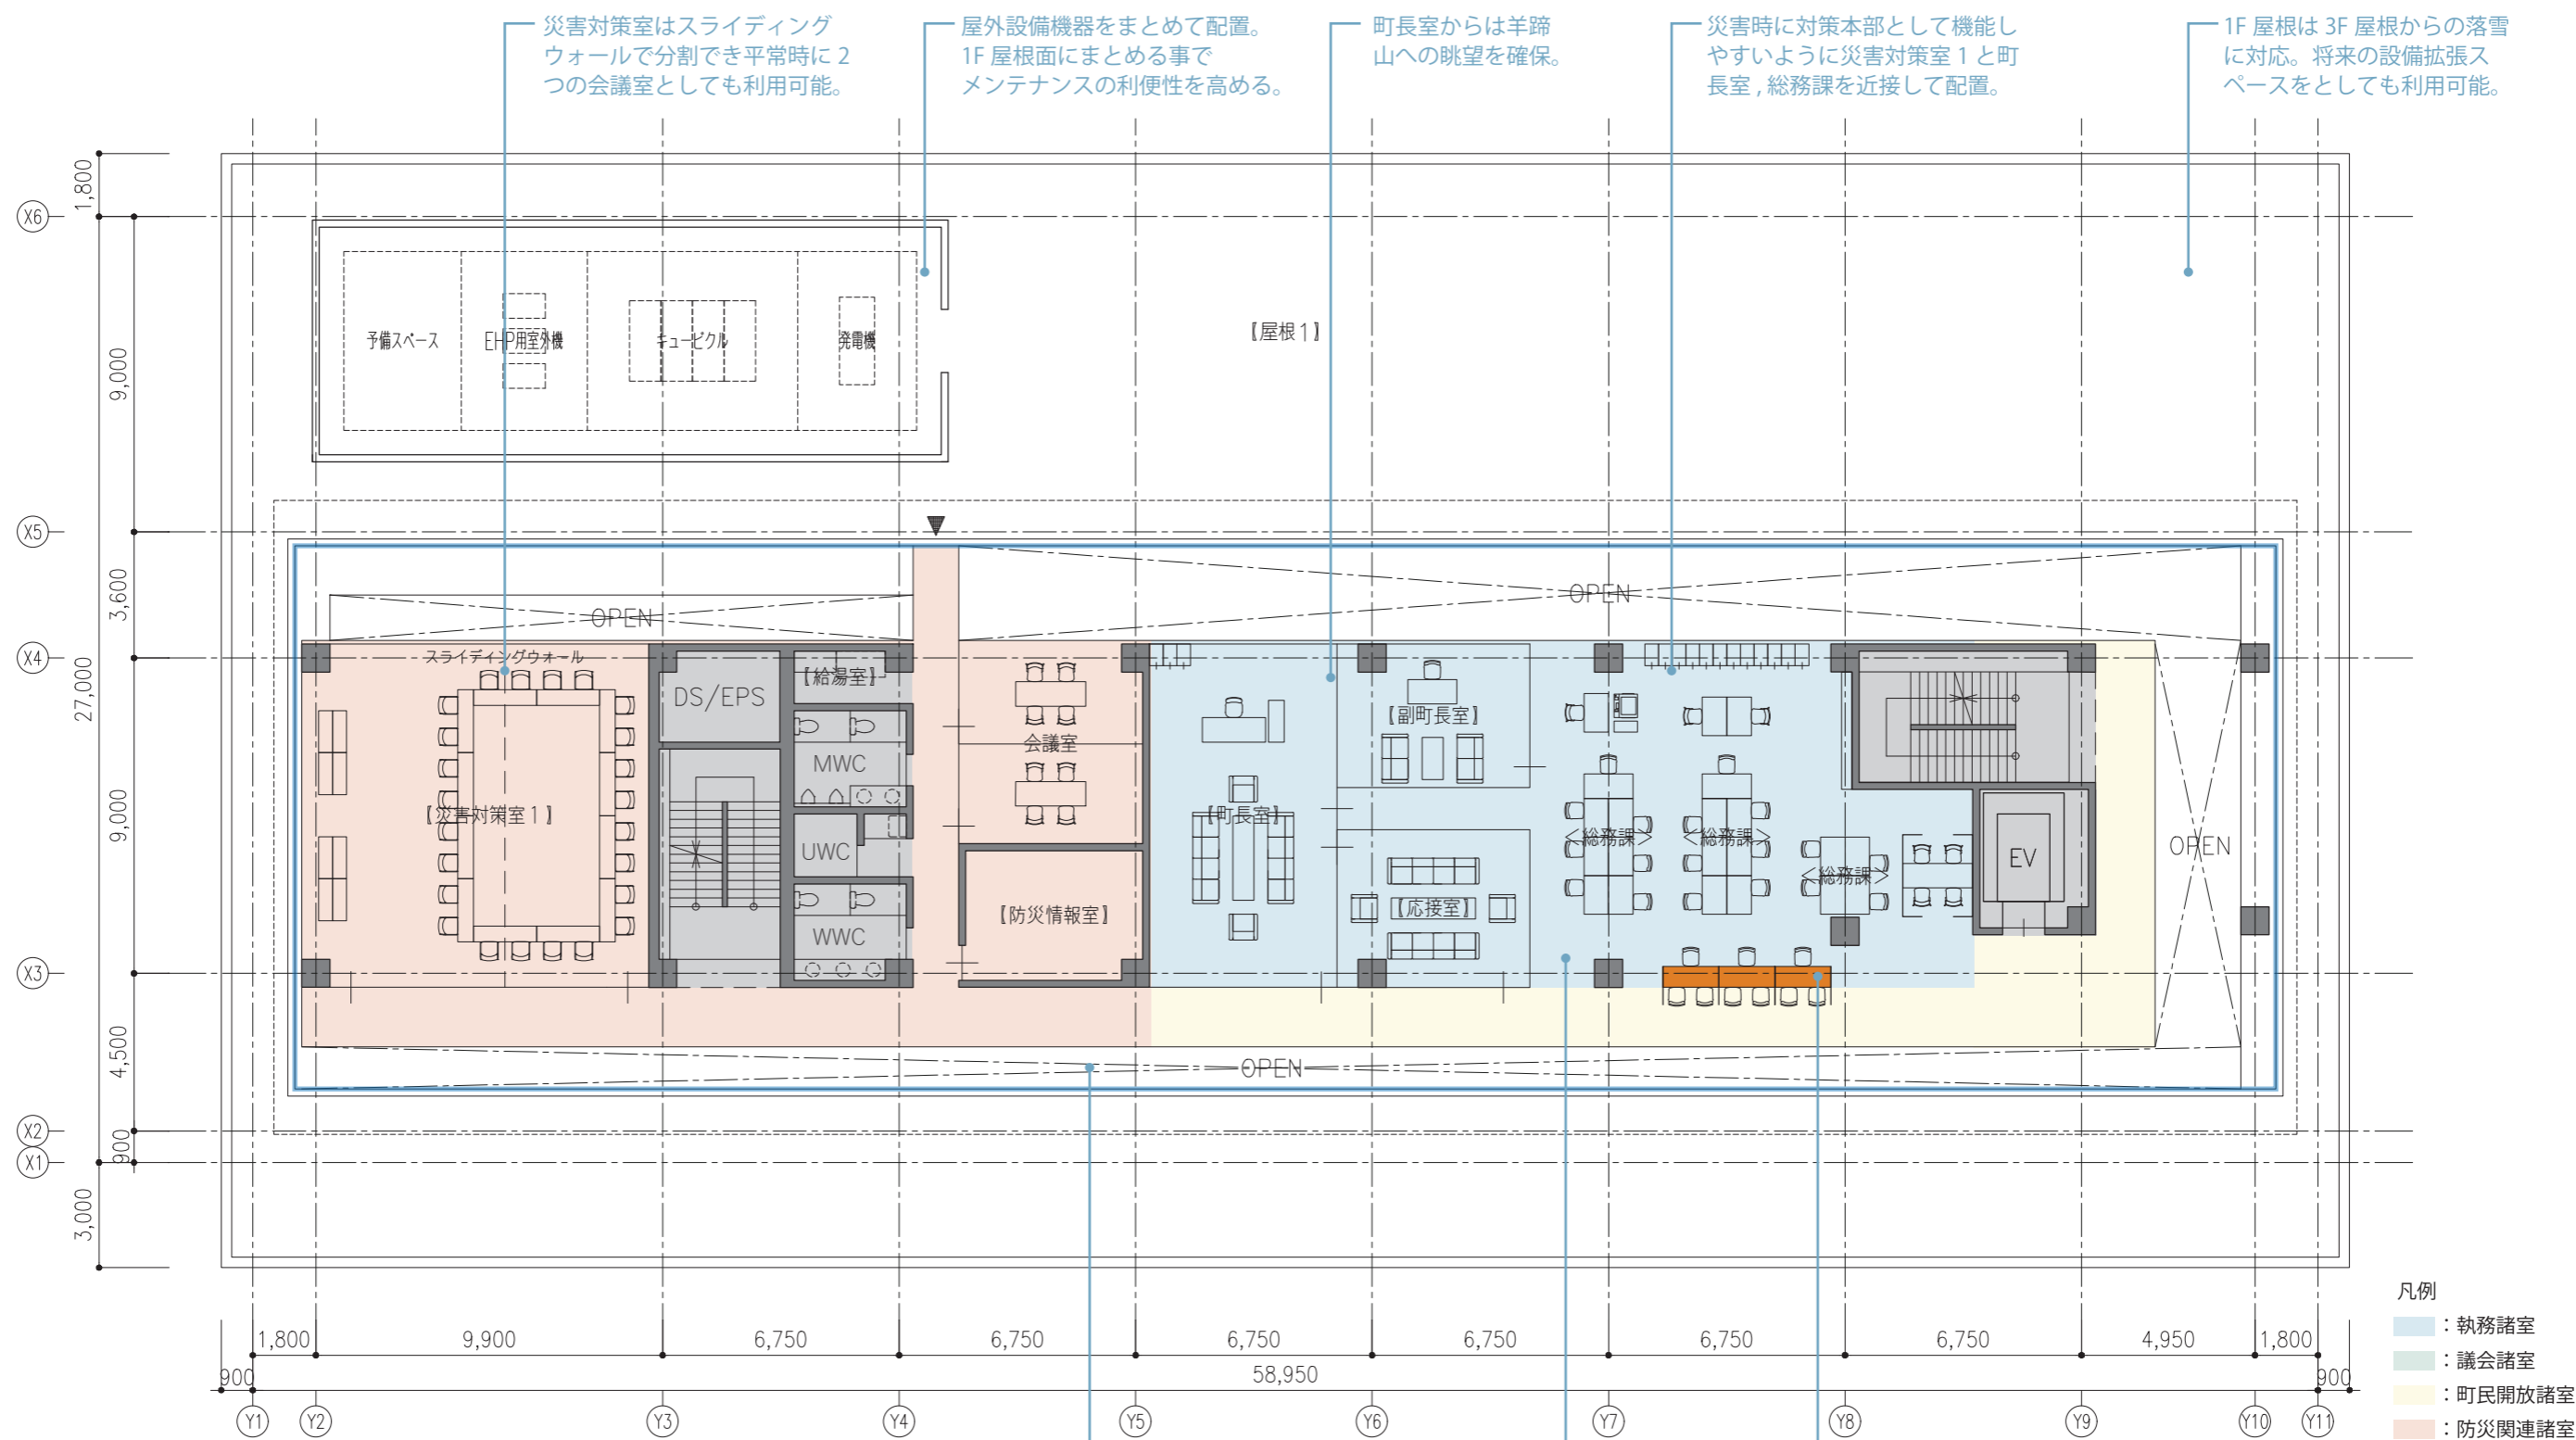 災害対策室はスライディング
ウォールで分割でき平常時に 2
つの会議室としても利用可能。
屋外設備機器をまとめて配置。
1F 屋根面にまとめる事で
メンテナンスの利便性を高める。
町長室からは羊蹄
山への眺望を確保。
災害時に対策本部として機能し
やすいように災害対策室 1 と町
長室 , 総務課を近接して配置。
1F 屋根は 3F 屋根からの落雪
に対応。将来の設備拡張ス
ペースをとしても利用可能。
1,800
X6
9,000
予備スペース
EHP用室外機
キュービクル
発電機
【屋根1】
X5
3,600
OPEN
OPEN
X4
27,000
スライディングウォール
DS/EPS
【給湯室】
MWC
UWC
WWC
会議室
【災害対策室1】
【防災情報室】
【町長室】
【副町長室】
【応接室】
<総務課>
<総務課>
<総務課>
EV
OPEN
9,000
X3
4,500
OPEN
X2
900
X1
3,000
1,800
9,900
6,750
6,750
6,750
6,750
6,750
6,750
4,950
1,800
900
58,950
900
Y1
Y2
Y3
Y4
Y5
Y6
Y7
Y8
Y9
Y10
Y11
凡例
：執務諸室
：議会諸室
：町民開放諸室
：防災関連諸室